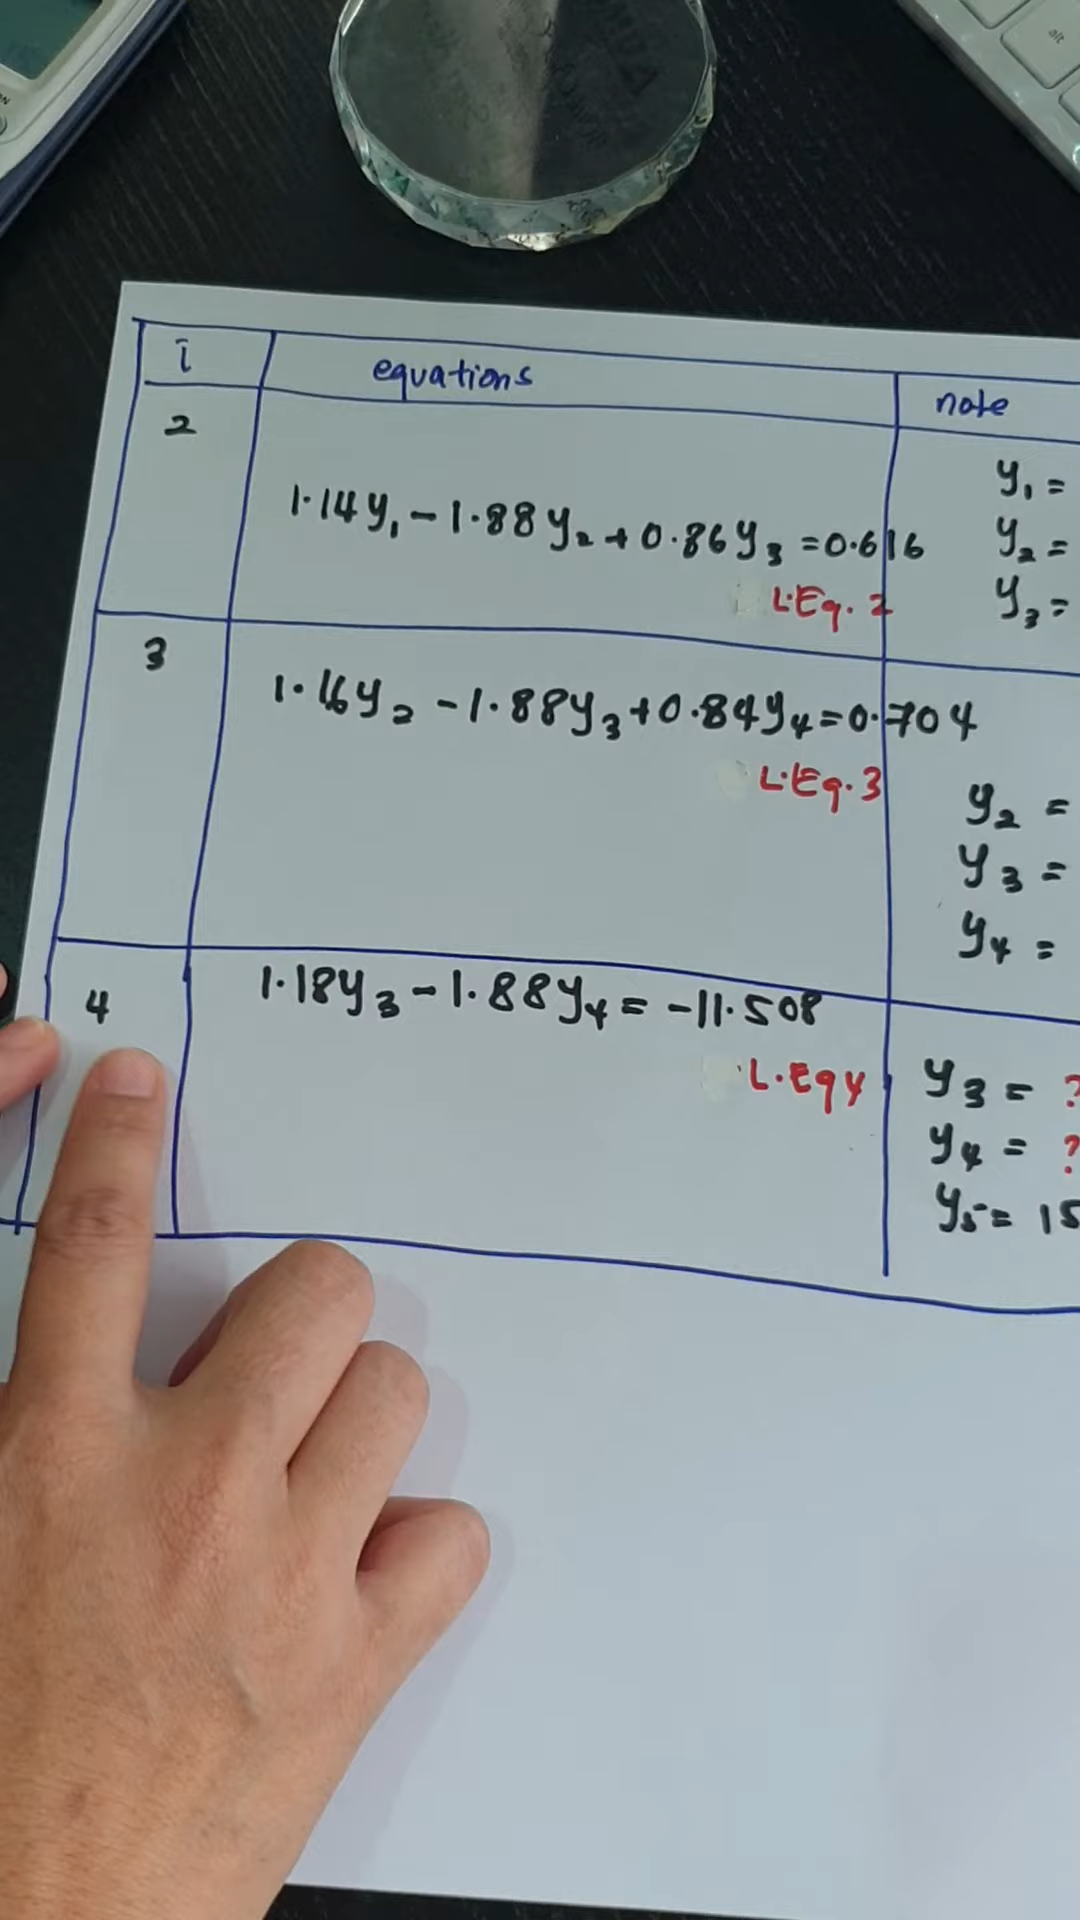 alt
i equations note
2
1.14y₁ - 1.88y₂ + 0.86y₃ = 0.616
L.Eq. 2
y₁ =
y₂ =
y₃ =
3
1.16y₂ - 1.88y₃ + 0.84y₄ = 0.704
L.Eq. 3
y₂ =
y₃ =
y₄ =
4
1.18y₃ - 1.88y₄ = -11.508
L.Eq 4
y₃ = ?
y₄ = ?
y₅ = 15